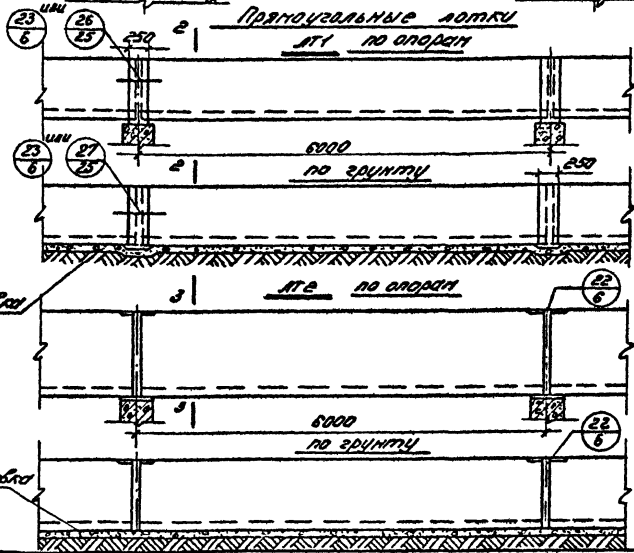 Прямоугольные лотки
23 или 26 2
6 25 250
ЛТ1 по опорам
6000
23 или 27 2
6 25
по грунту
250
3 ЛТ2 по опорам
22
6
3
6000
22
6
по грунту